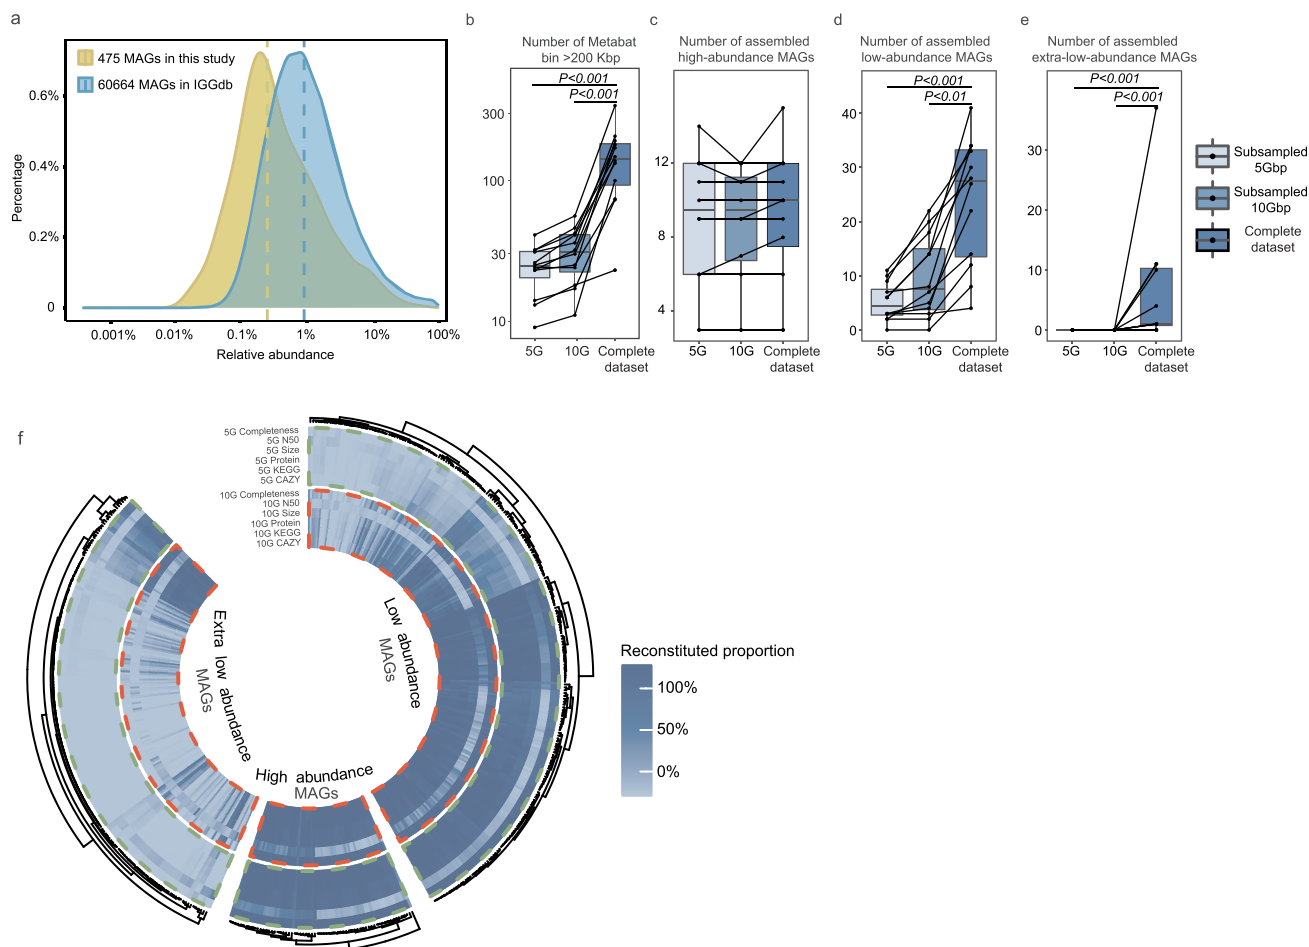 a
475 MAGs in this study
60664 MAGs in IGGdb
Percentage
0.6%
0.4%
0.2%
0
0.001%
0.01%
0.1%
1%
10%
100%
Relative abundance
b
Number of Metabat
bin >200 Kbp
P<0.001
P<0.001
300
100
30
10
5G
10G
Complete
dataset
c
Number of assembled
high-abundance MAGs
12
8
4
5G
10G
Complete
dataset
d
Number of assembled
low-abundance MAGs
P<0.001
P<0.01
40
30
20
10
0
5G
10G
Complete
dataset
e
Number of assembled
extra-low-abundance MAGs
P<0.001
P<0.001
30
20
10
0
5G
10G
Complete
dataset
Subsampled
5Gbp
Subsampled
10Gbp
Complete
dataset
f
5G Completeness
5G N50
5G Size
5G Protein
5G KEGG
5G CAZY
10G Completeness
10G N50
10G Size
10G Protein
10G KEGG
10G CAZY
Extra low abundance
MAGs
High abundance
MAGs
Low abundance
MAGs
Reconstituted proportion
100%
50%
0%